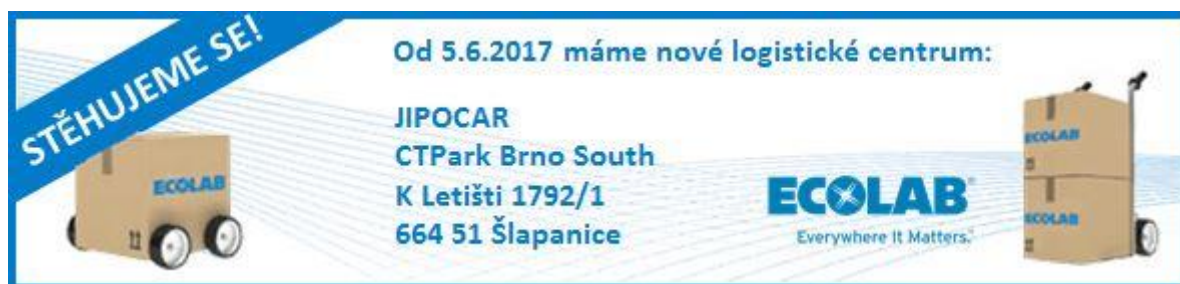 STĚHUJEME SE!
Od 5.6.2017 máme nové logistické centrum:
JIPOCAR
CTPark Brno South
K Letišti 1792/1
664 51 Šlapanice
ECOLAB®
Everywhere It Matters.™
ECOLAB
ECOLAB
ECOLAB